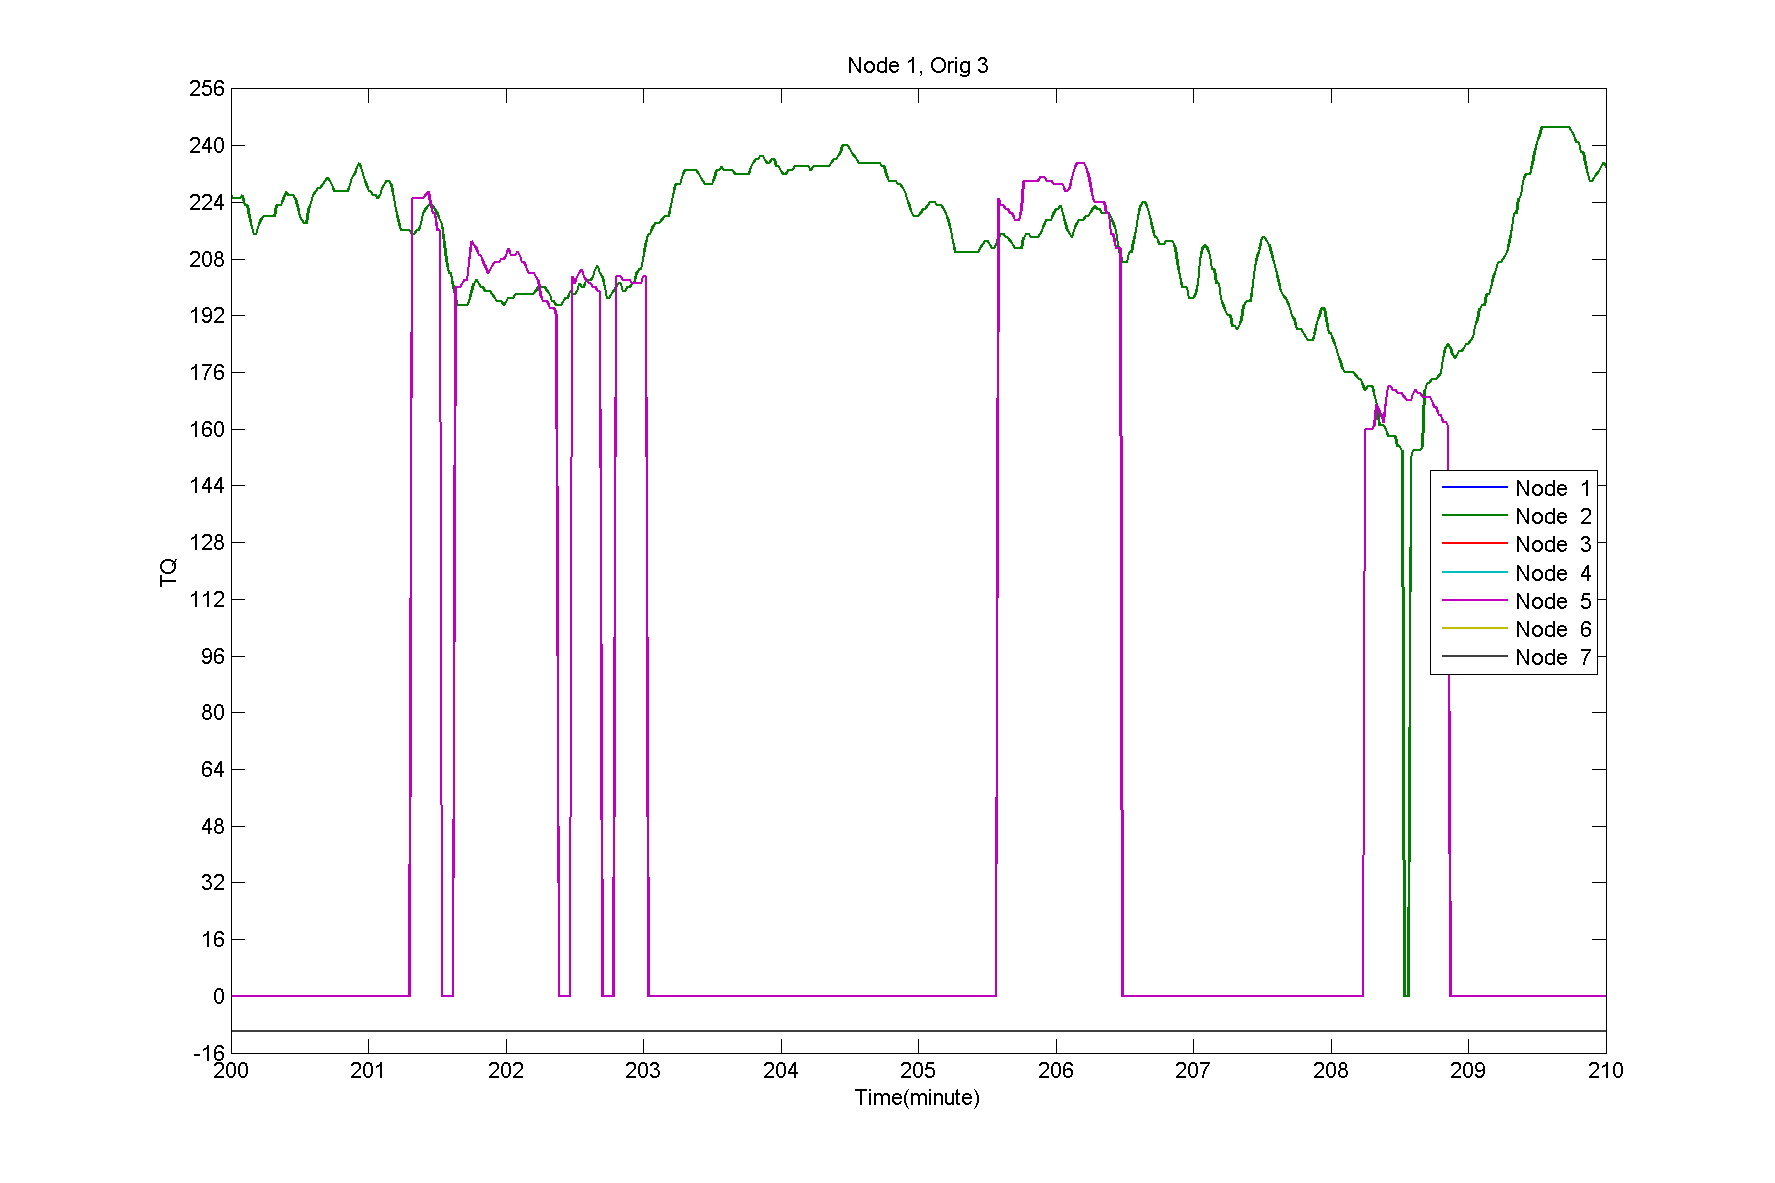 Node 1, Orig 3
256
240
224
208
192
176
160
144
128
112
96
80
64
48
32
16
0
-16
TQ
Node 1
Node 2
Node 3
Node 4
Node 5
Node 6
Node 7
200 201 202 203 204 205 206 207 208 209 210
Time(minute)